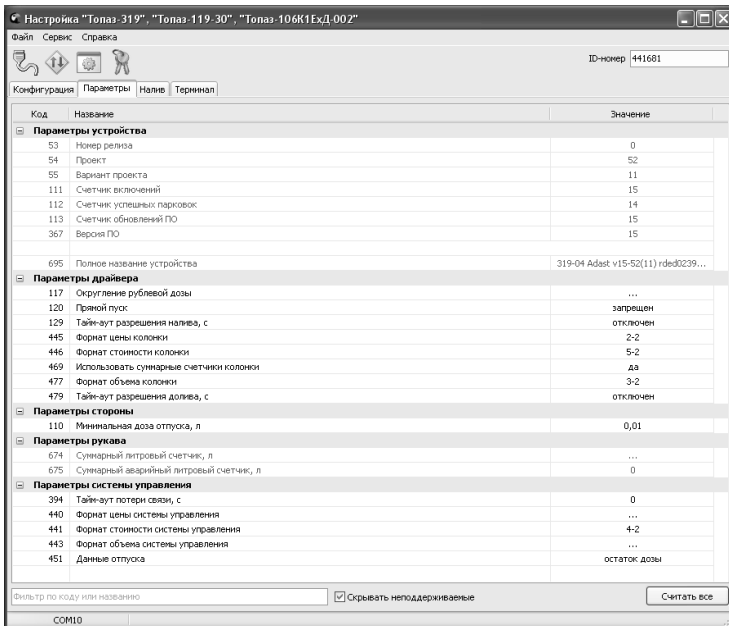 Настройка "Топаз-319", "Топаз-119-30", "Топаз-106К1ЕхД-002"
Файл Сервис Справка
ID-номер 441681
Конфигурация Параметры Налив Терминал
Код Название Значение
Параметры устройства
53 Номер релиза 0
54 Проект 52
55 Вариант проекта 11
111 Счетчик включений 15
112 Счетчик успешных парковок 14
113 Счетчик обновлений ПО 15
367 Версия ПО 15
695 Полное название устройства 319-04 Adast v15-52(11) rded0239...
Параметры драйвера
117 Округление рублевой дозы ...
120 Прямой пуск запрещен
129 Тайм-аут разрешения налива, с отключен
445 Формат цены колонки 2-2
446 Формат стоимости колонки 5-2
469 Использовать суммарные счетчики колонки да
477 Формат объема колонки 3-2
479 Тайм-аут разрешения долива, с отключен
Параметры стороны
110 Минимальная доза отпуска, л 0,01
Параметры рукава
674 Суммарный литровый счетчик, л ...
675 Суммарный аварийный литровый счетчик, л 0
Параметры системы управления
394 Тайм-аут потери связи, с 0
440 Формат цены системы управления ...
441 Формат стоимости системы управления 4-2
443 Формат объема системы управления ...
451 Данные отпуска остаток дозы
Фильтр по коду или названию Скрывать неподдерживаемые Считать все
COM10